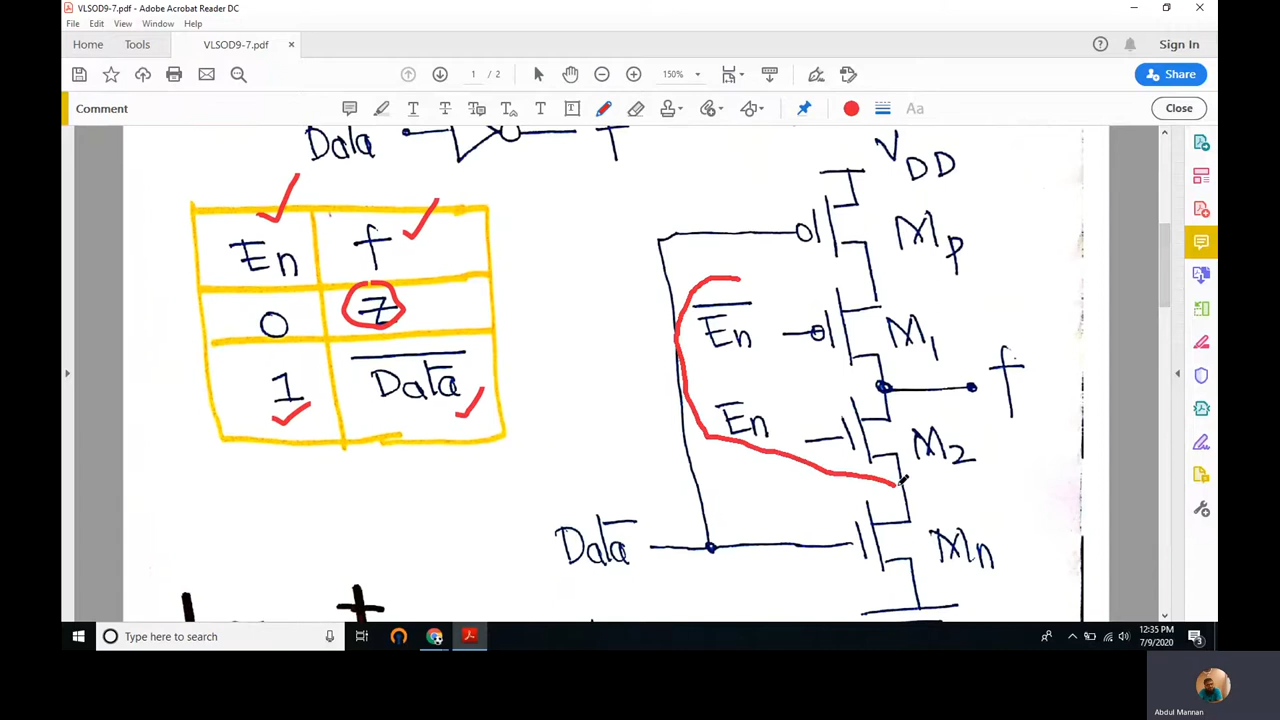 VLSOD9-7.pdf - Adobe Acrobat Reader DC
File Edit View Window Help
Home Tools VLSOD9-7.pdf × Sign In
1 / 2 150% Share
Comment Aa Close
Data f
VDD
En f
0 Z
1 D̅a̅t̅a̅
Mp
E̅n̅ M1
f
En M2
Data Mn
Type here to search
12:35 PM
7/9/2020
3
Abdul Mannan